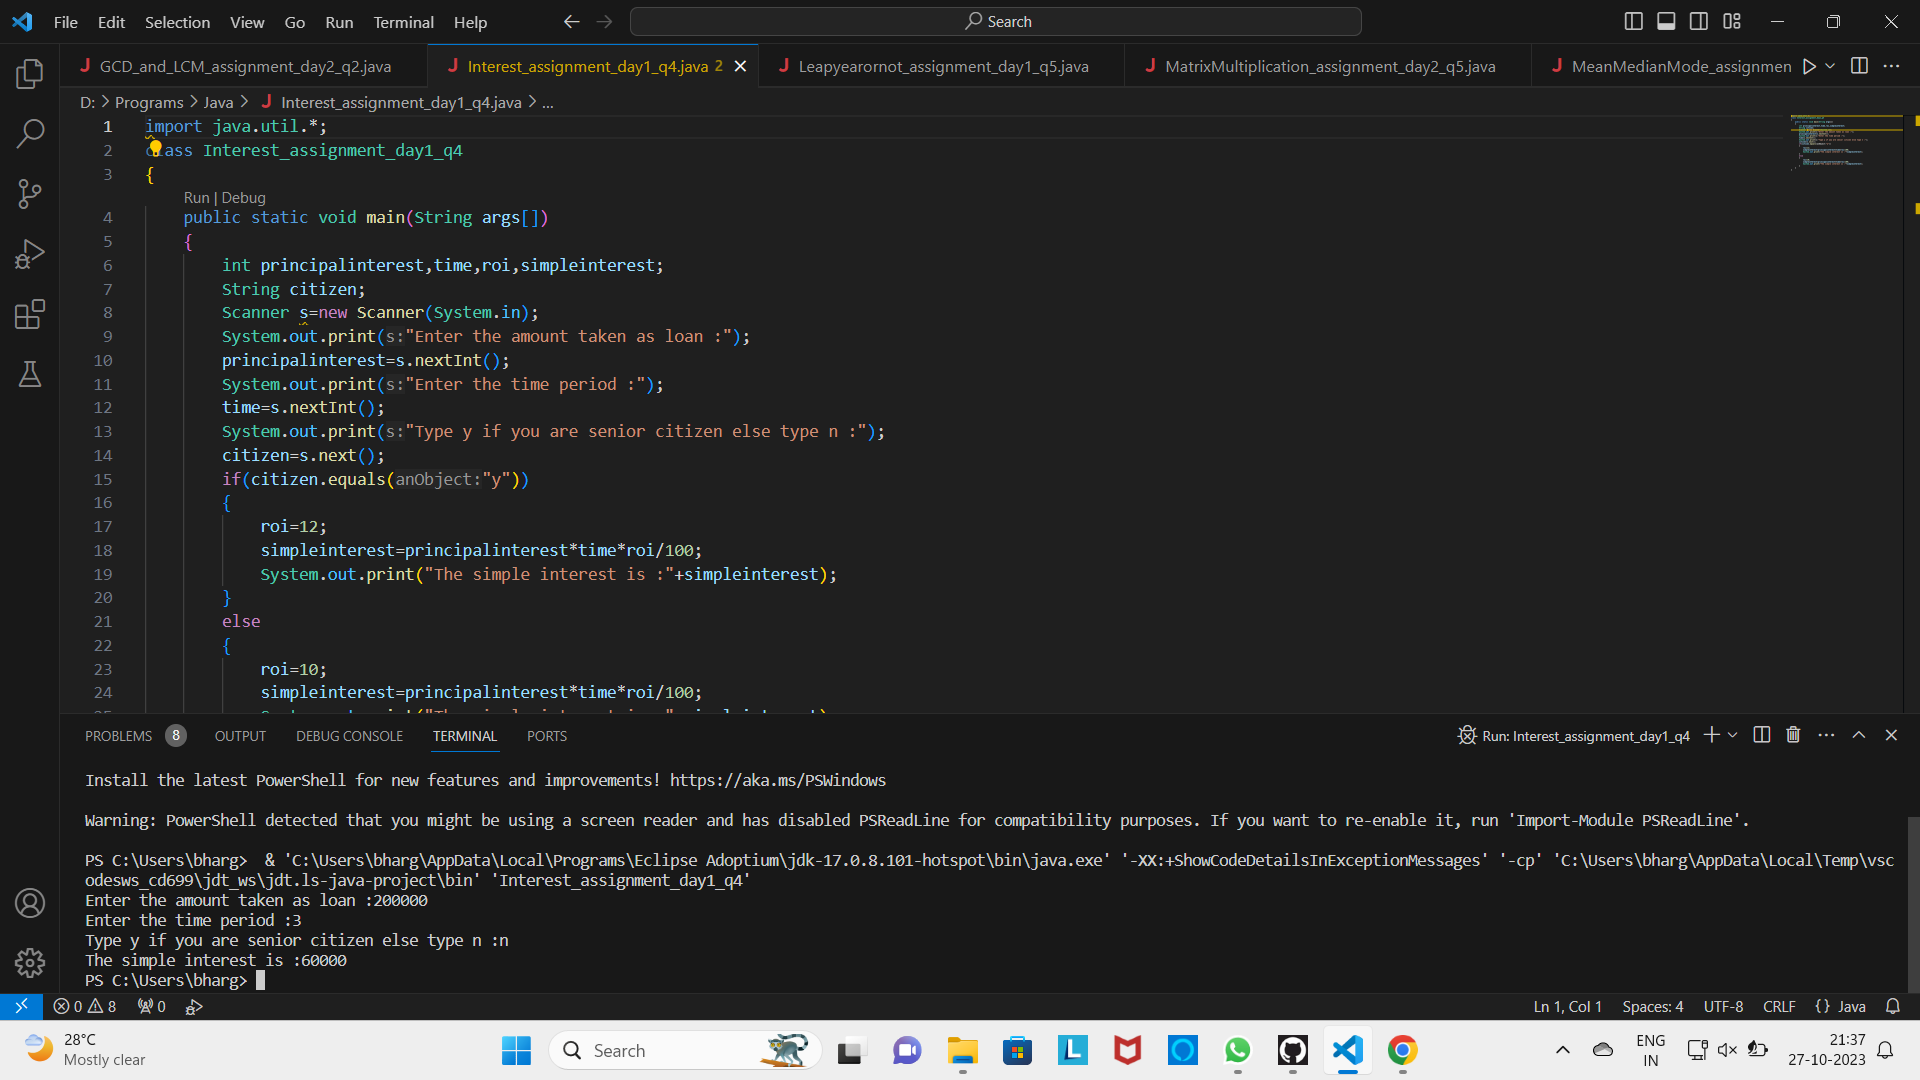 File Edit Selection View Go Run Terminal Help Search
GCD_and_LCM_assignment_day2_q2.java Interest_assignment_day1_q4.java 2 Leapyearornot_assignment_day1_q5.java MatrixMultiplication_assignment_day2_q5.java MeanMedianMode_assignmen
D: > Programs > Java > Interest_assignment_day1_q4.java > ...
1 import java.util.*;
2 class Interest_assignment_day1_q4
3 {
Run | Debug
4 public static void main(String args[])
5 {
6 int principalinterest,time,roi,simpleinterest;
7 String citizen;
8 Scanner s=new Scanner(System.in);
9 System.out.print(s:"Enter the amount taken as loan :");
10 principalinterest=s.nextInt();
11 System.out.print(s:"Enter the time period :");
12 time=s.nextInt();
13 System.out.print(s:"Type y if you are senior citizen else type n :");
14 citizen=s.next();
15 if(citizen.equals(anObject:"y"))
16 {
17 roi=12;
18 simpleinterest=principalinterest*time*roi/100;
19 System.out.print("The simple interest is :"+simpleinterest);
20 }
21 else
22 {
23 roi=10;
24 simpleinterest=principalinterest*time*roi/100;
PROBLEMS 8 OUTPUT DEBUG CONSOLE TERMINAL PORTS Run: Interest_assignment_day1_q4
Install the latest PowerShell for new features and improvements! https://aka.ms/PSWindows
Warning: PowerShell detected that you might be using a screen reader and has disabled PSReadLine for compatibility purposes. If you want to re-enable it, run 'Import-Module PSReadLine'.
PS C:\Users\bharg>  & 'C:\Users\bharg\AppData\Local\Programs\Eclipse Adoptium\jdk-17.0.8.101-hotspot\bin\java.exe' '-XX:+ShowCodeDetailsInExceptionMessages' '-cp' 'C:\Users\bharg\AppData\Local\Temp\vsc
odesws_cd699\jdt_ws\jdt.ls-java-project\bin' 'Interest_assignment_day1_q4'
Enter the amount taken as loan :200000
Enter the time period :3
Type y if you are senior citizen else type n :n
The simple interest is :60000
PS C:\Users\bharg>
0 8 0 Ln 1, Col 1 Spaces: 4 UTF-8 CRLF {} Java
28°C
Mostly clear
Search
ENG
IN
21:37
27-10-2023